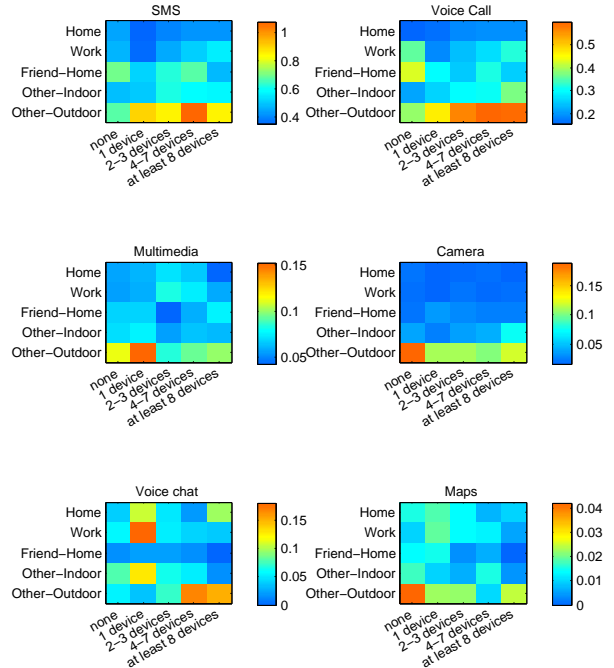 SMS
Home
Work
Friend−Home
Other−Indoor
Other−Outdoor
none
1 device
2−3 devices
4−7 devices
at least 8 devices
1
0.8
0.6
0.4
Voice Call
Home
Work
Friend−Home
Other−Indoor
Other−Outdoor
none
1 device
2−3 devices
4−7 devices
at least 8 devices
0.5
0.4
0.3
0.2
Multimedia
Home
Work
Friend−Home
Other−Indoor
Other−Outdoor
none
1 device
2−3 devices
4−7 devices
at least 8 devices
0.15
0.1
0.05
Camera
Home
Work
Friend−Home
Other−Indoor
Other−Outdoor
none
1 device
2−3 devices
4−7 devices
at least 8 devices
0.15
0.1
0.05
Voice chat
Home
Work
Friend−Home
Other−Indoor
Other−Outdoor
none
1 device
2−3 devices
4−7 devices
at least 8 devices
0.15
0.1
0.05
0
Maps
Home
Work
Friend−Home
Other−Indoor
Other−Outdoor
none
1 device
2−3 devices
4−7 devices
at least 8 devices
0.04
0.03
0.02
0.01
0